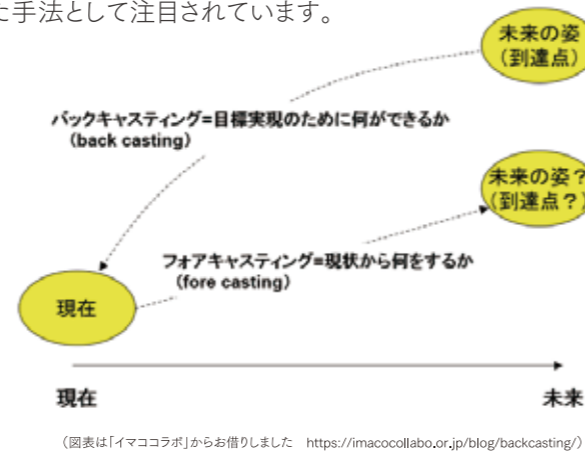 た手法として注目されています。
未来の姿
(到達点)
バックキャスティング=目標実現のために何ができるか
(back casting)
未来の姿?
(到達点?)
フォアキャスティング=現状から何をするか
(fore casting)
現在
現在
未来
(図表は「イマココラボ」からお借りしました https://imacocollabo.or.jp/blog/backcasting/)